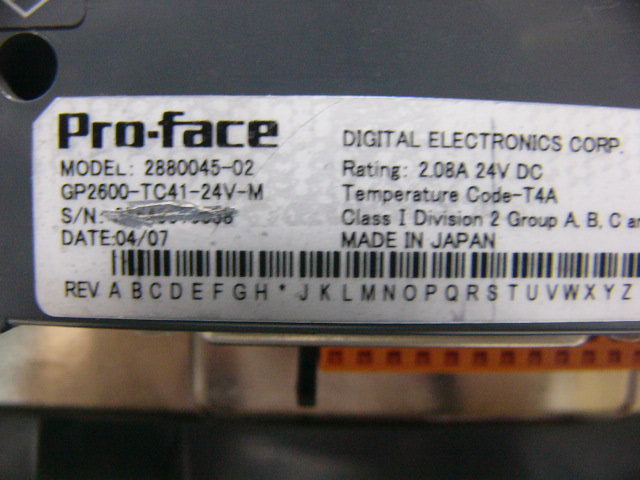 Pro-face
DIGITAL ELECTRONICS CORP.
MODEL: 2880045-02
GP2600-TC41-24V-M
S/N:
DATE:04/07
Rating: 2.08A 24V DC
Temperature Code-T4A
Class I Division 2 Group A, B, C
MADE IN JAPAN
REV A B C D E F G H * J K L M N O P Q R S T U V W X Y Z